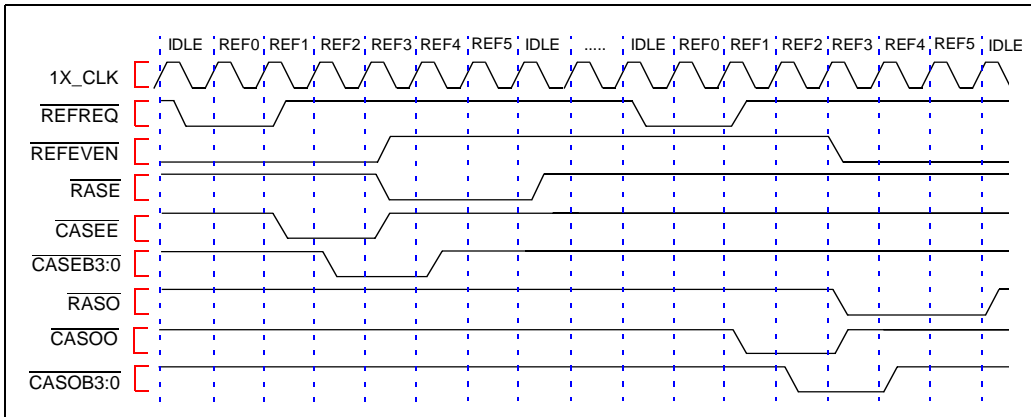 IDLE REF0 REF1 REF2 REF3 REF4 REF5 IDLE ..... IDLE REF0 REF1 REF2 REF3 REF4 REF5 IDLE
1X_CLK
REFREQ
REFEVEN
RASE
CASEE
CASEB3:0
RASO
CASOO
CASOB3:0